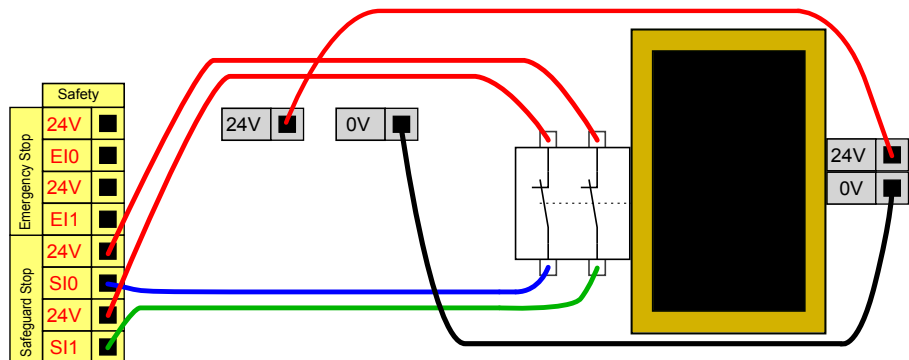 Safety
Emergency Stop
24V
EI0
24V
EI1
Safeguard Stop
24V
SI0
24V
SI1
24V
0V
24V
0V